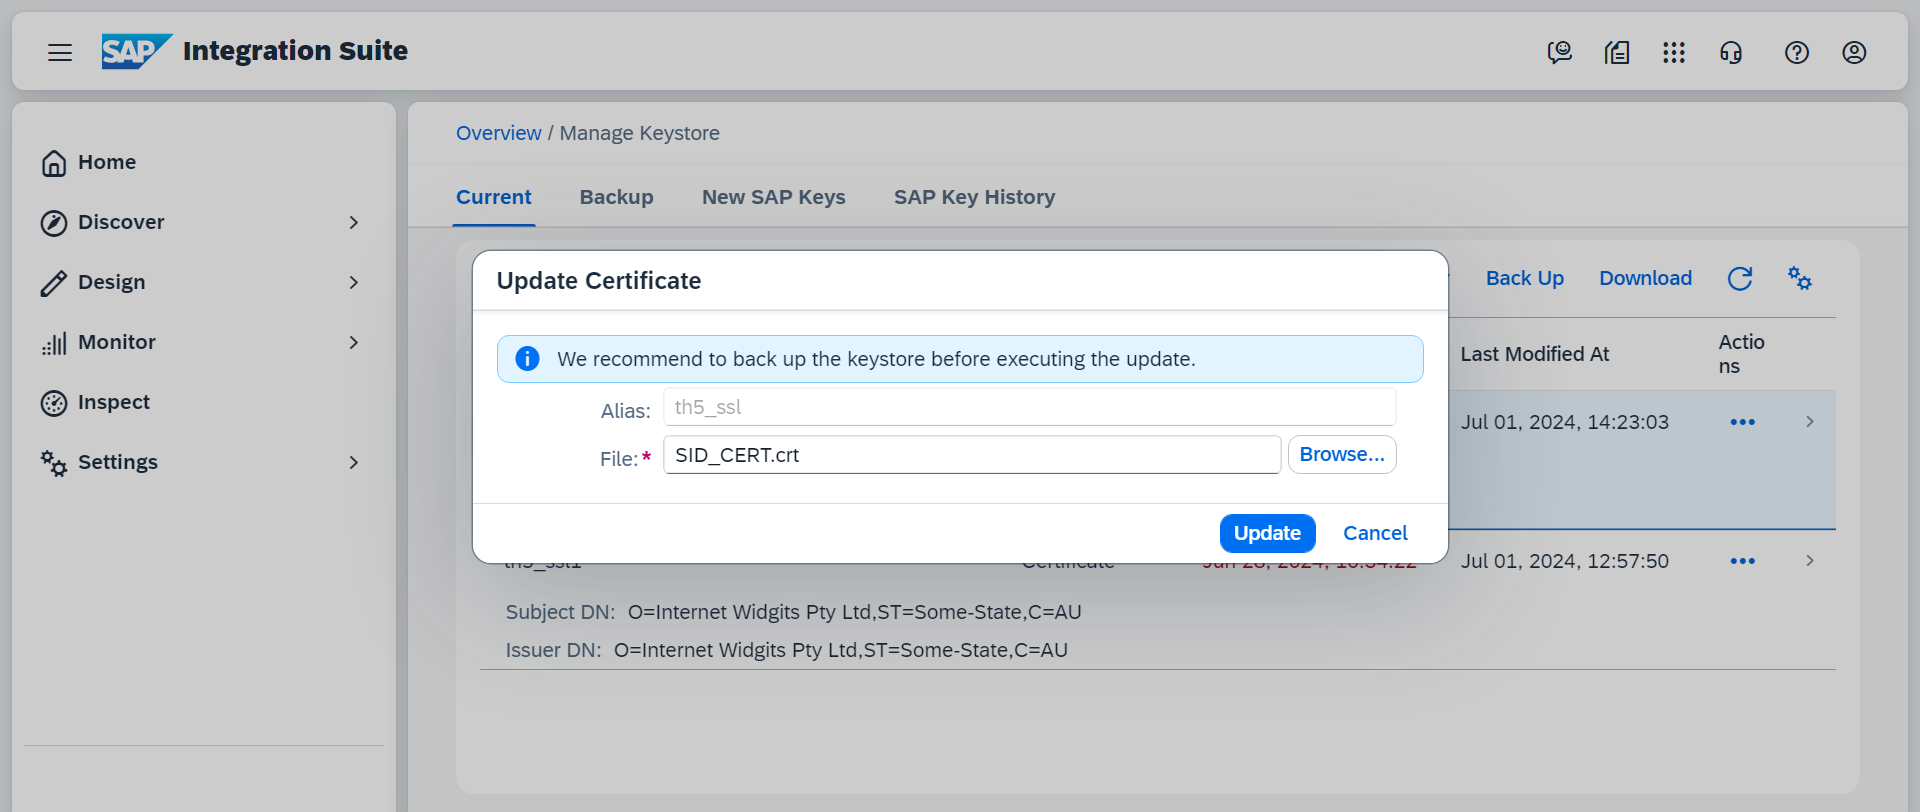 SAP Integration Suite
Home
Discover
Design
Monitor
Inspect
Settings
Overview / Manage Keystore
Current Backup New SAP Keys SAP Key History
Back Up Download
Update Certificate
We recommend to back up the keystore before executing the update.
Alias: th5_ssl
File:* SID_CERT.crt Browse...
Update Cancel
Last Modified At
Actio
ns
Jul 01, 2024, 14:23:03
th5_ssl1 Certificate Jul 01, 2024, 12:57:50
Subject DN: O=Internet Widgits Pty Ltd,ST=Some-State,C=AU
Issuer DN: O=Internet Widgits Pty Ltd,ST=Some-State,C=AU